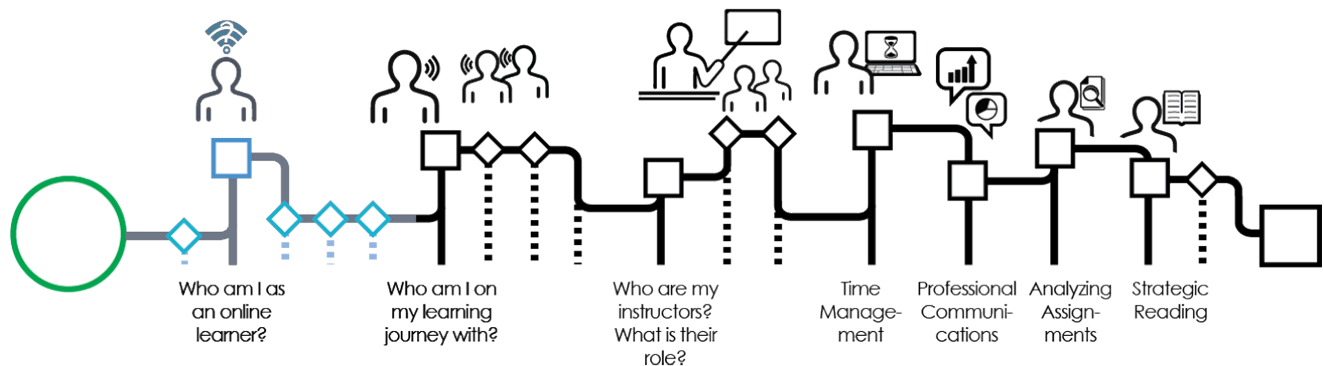 Who am I as
an online
learner?
Who am I on
my learning
journey with?
Who are my
instructors?
What is their
role?
Time
Manage-
ment
Professional
Communi-
cations
Analyzing
Assign-
ments
Strategic
Reading